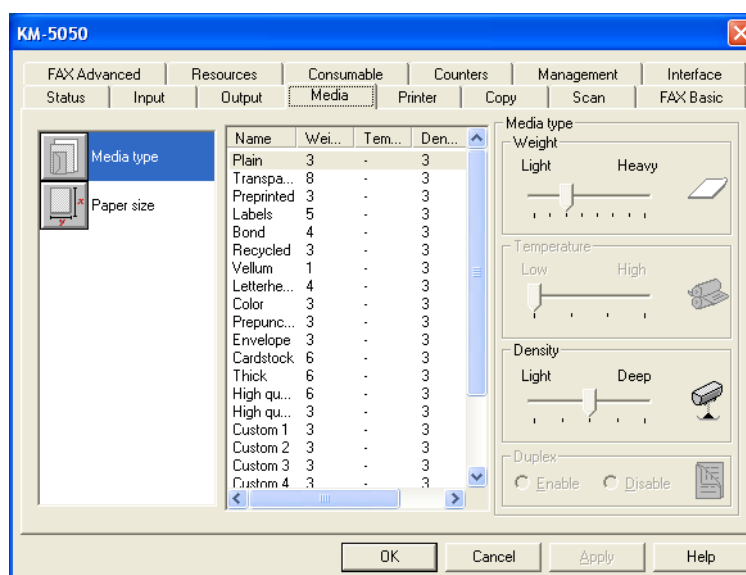 KM-5050
FAX Advanced Resources Consumable Counters Management Interface
Status Input Output Media Printer Copy Scan FAX Basic
Media type
Paper size
Name Wei... Tem... Den...
Plain 3 - 3
Transpa... 8 - 3
Preprinted 3 - 3
Labels 5 - 3
Bond 4 - 3
Recycled 3 - 3
Vellum 1 - 3
Letterhe... 4 - 3
Color 3 - 3
Prepunc... 3 - 3
Envelope 3 - 3
Cardstock 6 - 3
Thick 6 - 3
High qu... 6 - 3
High qu... 3 - 3
Custom 1 3 - 3
Custom 2 3 - 3
Custom 3 3 - 3
Custom 4 3 - 3
Media type
Weight
Light Heavy
Temperature
Low High
Density
Light Deep
Duplex
Enable Disable
OK Cancel Apply Help